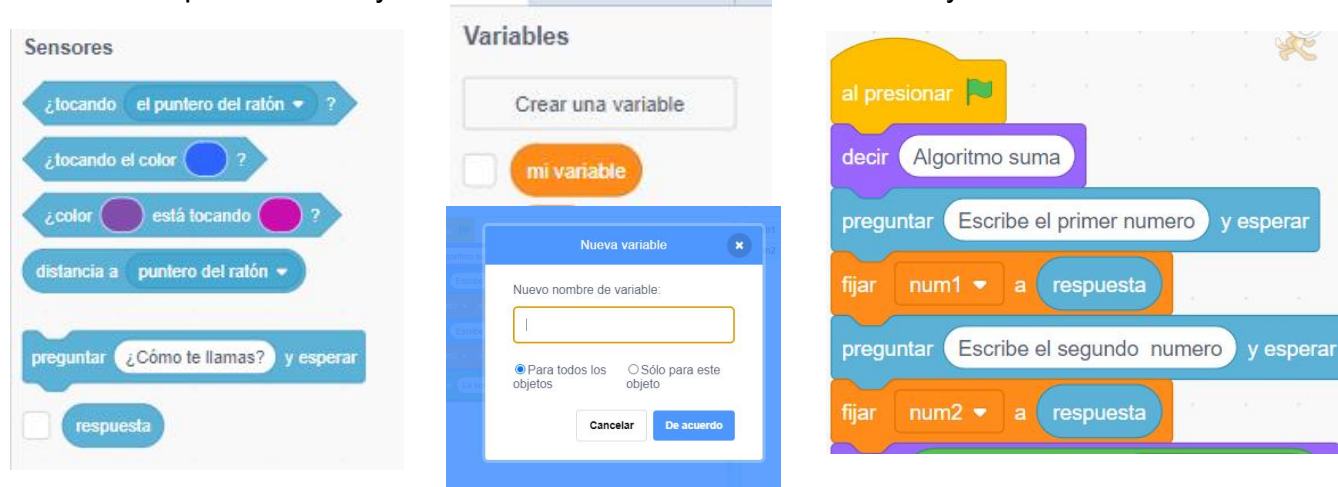 Sensores
¿tocando el puntero del ratón ?
¿tocando el color ?
¿color está tocando ?
distancia a puntero del ratón
preguntar ¿Cómo te llamas? y esperar
respuesta
Variables
Crear una variable
mi variable
Nueva variable
Nuevo nombre de variable:
Para todos los objetos
Sólo para este objeto
Cancelar
De acuerdo
al presionar
decir Algoritmo suma
preguntar Escribe el primer numero y esperar
fijar num1 a respuesta
preguntar Escribe el segundo numero y esperar
fijar num2 a respuesta